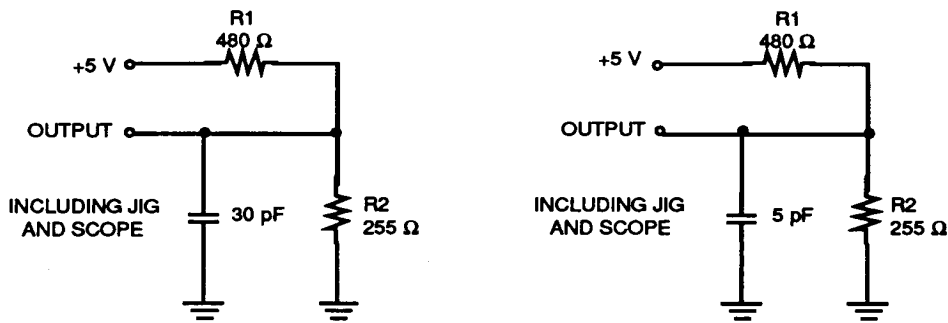 R1
480 Ω
+5 V
OUTPUT
INCLUDING JIG
AND SCOPE
30 pF
R2
255 Ω
R1
480 Ω
+5 V
OUTPUT
INCLUDING JIG
AND SCOPE
5 pF
R2
255 Ω